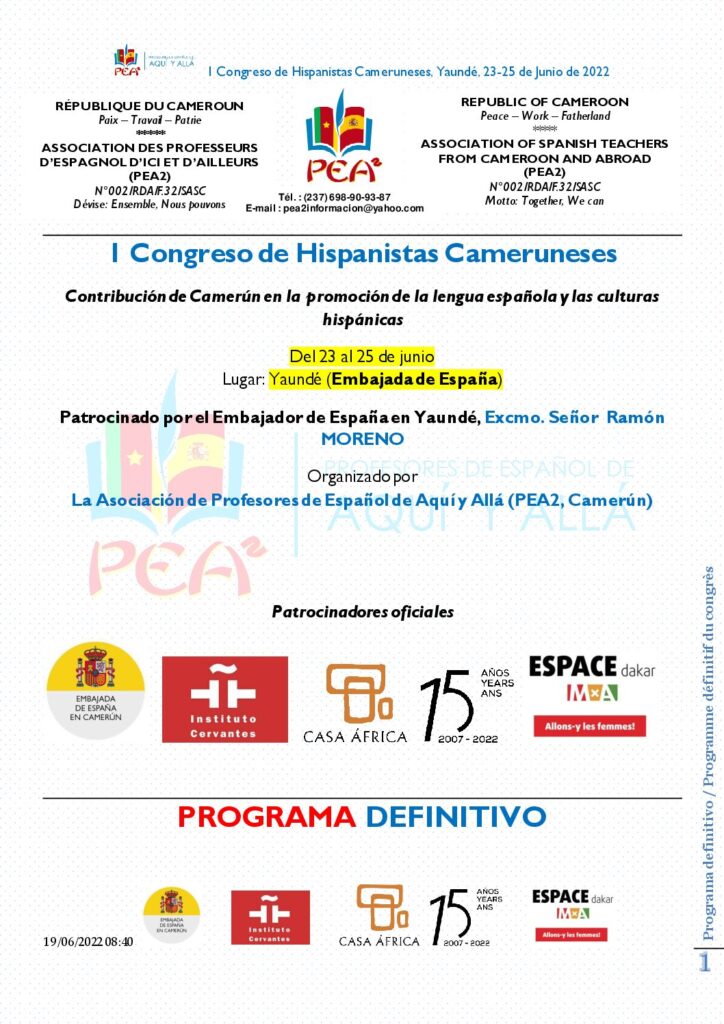 PEA²
AQUÍ Y ALLÁ
I Congreso de Hispanistas Cameruneses, Yaundé, 23-25 de Junio de 2022
RÉPUBLIQUE DU CAMEROUN
Paix – Travail – Patrie
*****
ASSOCIATION DES PROFESSEURS
D'ESPAGNOL D'ICI ET D'AILLEURS
(PEA2)
N°002/RDA/F.32/SASC
Dévise: Ensemble, Nous pouvons
PEA²
Tél. : (237) 698-90-93-87
E-mail : pea2informacion@yahoo.com
REPUBLIC OF CAMEROON
Peace – Work – Fatherland
*****
ASSOCIATION OF SPANISH TEACHERS
FROM CAMEROON AND ABROAD
(PEA2)
N°002/RDA/F.32/SASC
Motto: Together, We can
I Congreso de Hispanistas Cameruneses
Contribución de Camerún en la promoción de la lengua española y las culturas
hispánicas
Del 23 al 25 de junio
Lugar: Yaundé (Embajada de España)
Patrocinado por el Embajador de España en Yaundé, Excmo. Señor Ramón
MORENO
Organizado por
La Asociación de Profesores de Español de Aquí y Allá (PEA2, Camerún)
PROFESORES DE ESPAÑOL DE
AQUÍ Y ALLÁ
PEA²
Patrocinadores oficiales
EMBAJADA
DE ESPAÑA
EN CAMERÚN
Instituto
Cervantes
CASA ÁFRICA
15
AÑOS
YEARS
ANS
2007 - 2022
ESPACE dakar
MxA
Allons-y les femmes!
PROGRAMA DEFINITIVO
19/06/2022 08:40
EMBAJADA
DE ESPAÑA
EN CAMERÚN
Instituto
Cervantes
CASA ÁFRICA
15
AÑOS
YEARS
ANS
2007 - 2022
ESPACE dakar
MxA
Allons-y les femmes!
Programa definitivo / Programme définitif du congrès
1